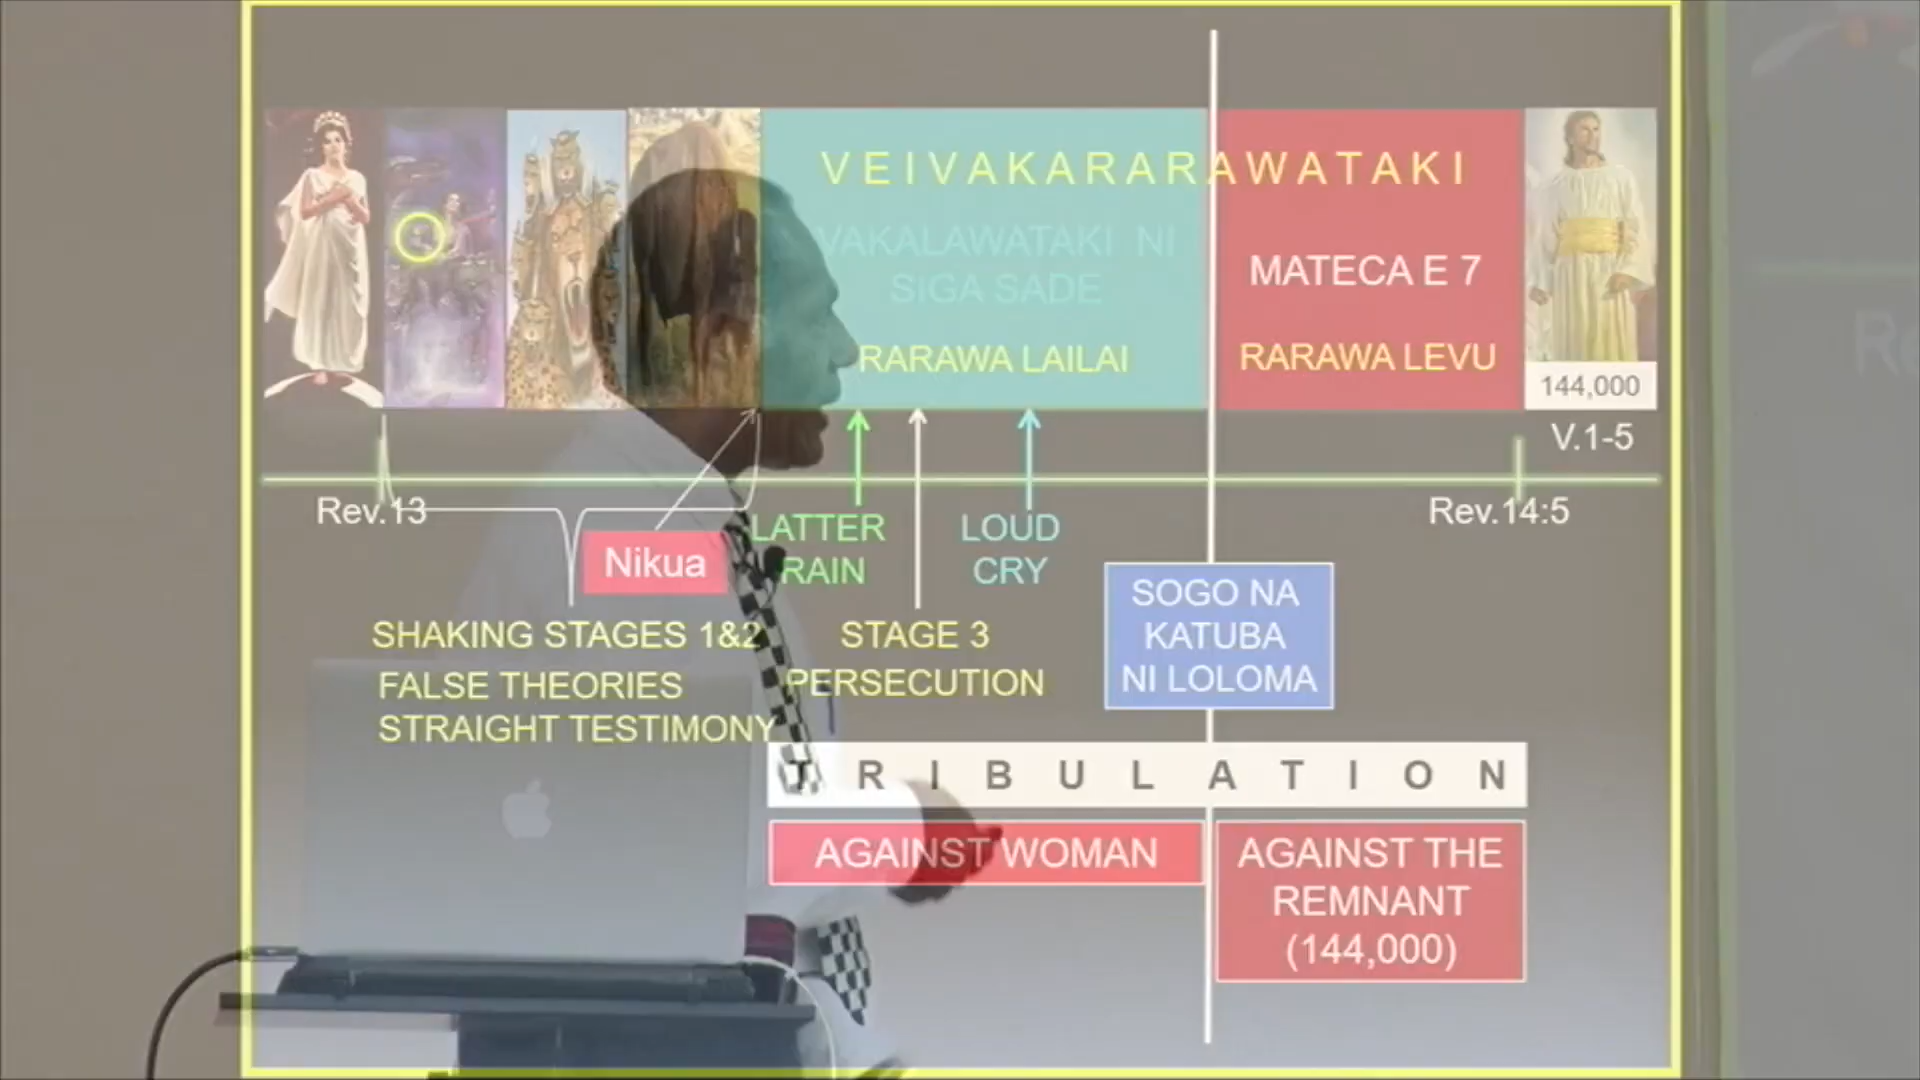 VEIVAKARARAWATAKI
VAKALAWATAKI NI
SIGA SADE
MATECA E 7
RARAWA LAILAI
RARAWA LEVU
144,000
V.1-5
Rev.13
Rev.14:5
Nikua
LATTER
RAIN
LOUD
CRY
SHAKING STAGES 1&2
FALSE THEORIES
STRAIGHT TESTIMONY
STAGE 3
PERSECUTION
SOGO NA
KATUBA
NI LOLOMA
TRIBULATION
AGAINST WOMAN
AGAINST THE
REMNANT
(144,000)